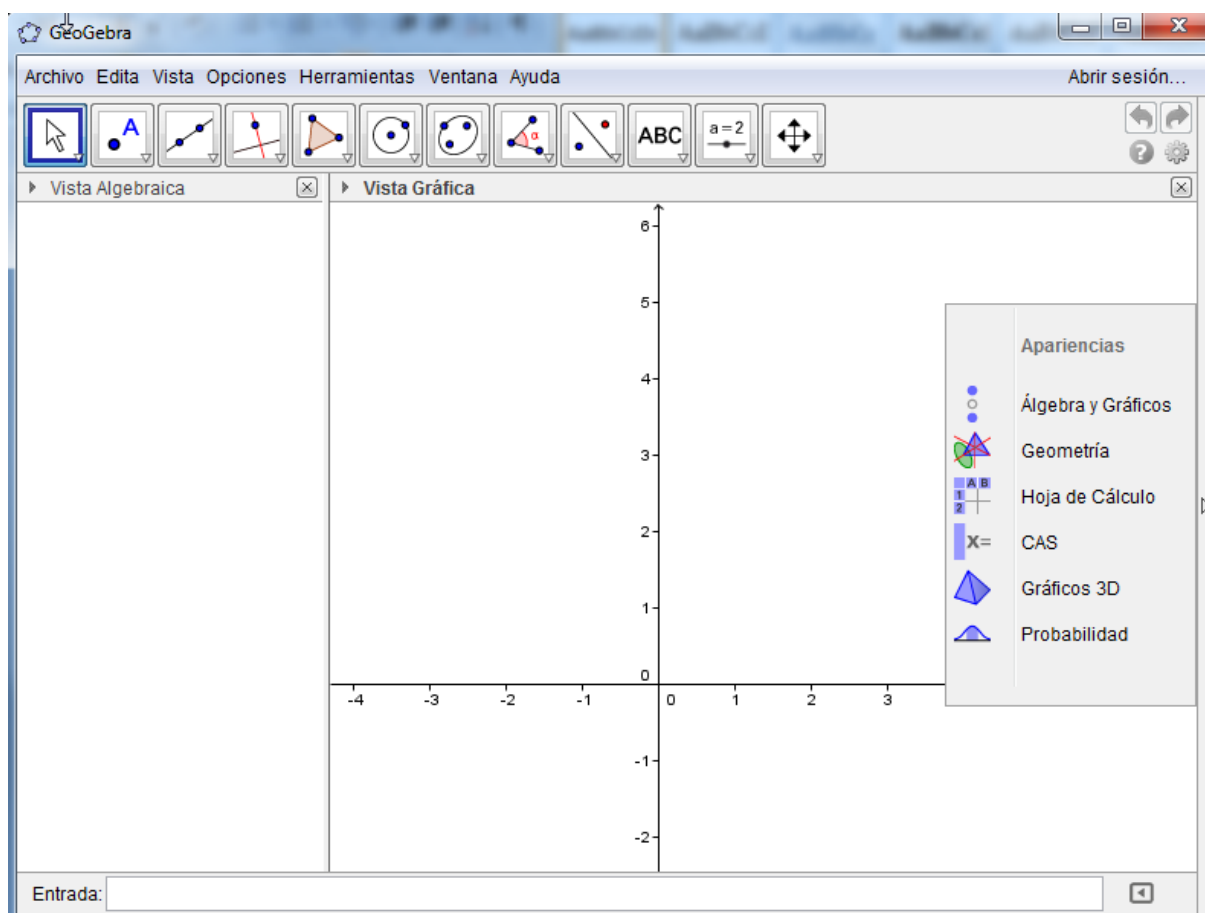 GeoGebra
Archivo Edita Vista Opciones Herramientas Ventana Ayuda Abrir sesión...
A α ABC a=2
Vista Algebraica Vista Gráfica
6
5
4
3
2
1
0
-4 -3 -2 -1 0 1 2 3
-1
-2
Apariencias
Álgebra y Gráficos
Geometría
A B
1
2
Hoja de Cálculo
X= CAS
Gráficos 3D
Probabilidad
Entrada: